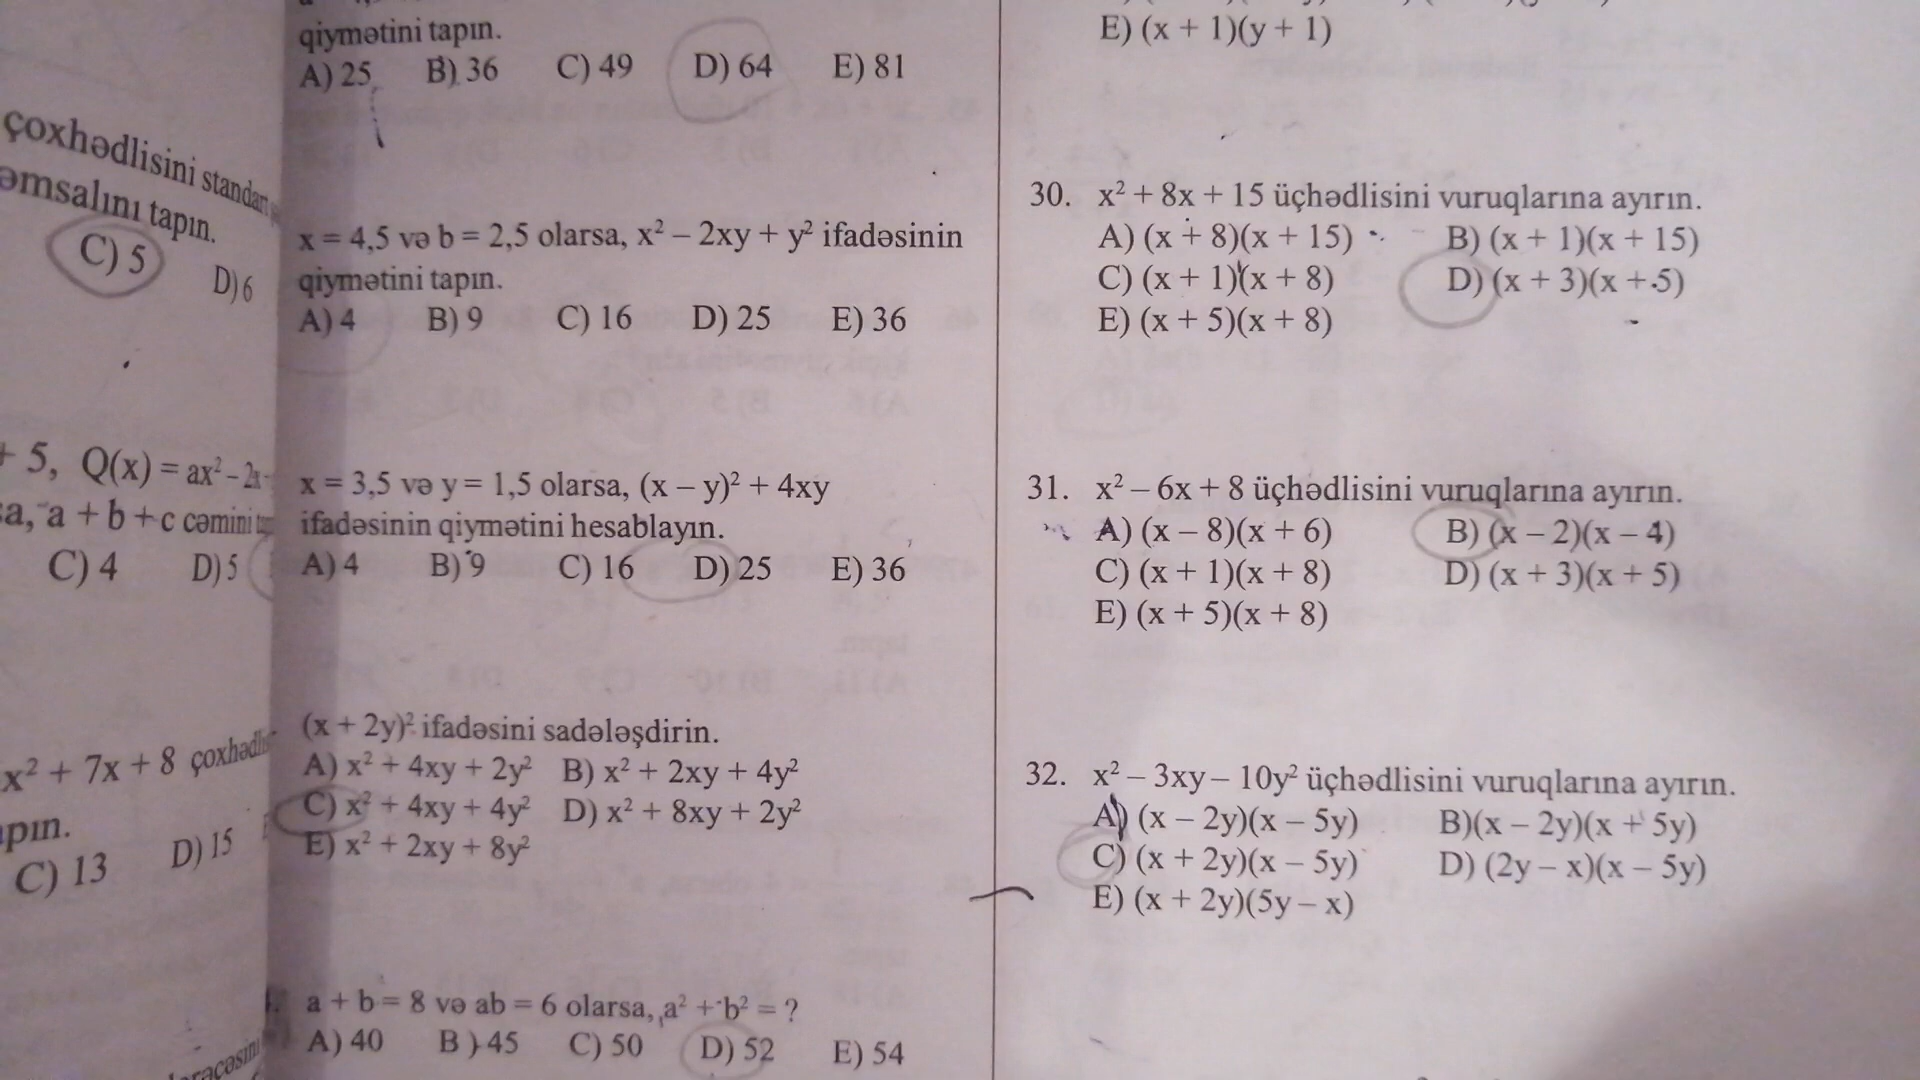 çoxhədlisini
əmsalını tapın.
C) 5
D) 6
+ 5, Q(x) = ax² – 2x
a, a + b + c cəmini
C) 4 D) 5
x² + 7x + 8
C) 13 D) 15
qiymətini tapın.
A) 25 B) 36 C) 49 D) 64 E) 81
x = 4,5 və b = 2,5 olarsa, x² – 2xy + y² ifadəsinin
qiymətini tapın.
A) 4 B) 9 C) 16 D) 25 E) 36
x = 3,5 və y = 1,5 olarsa, (x – y)² + 4xy
ifadəsinin qiymətini hesablayın.
A) 4 B) 9 C) 16 D) 25 E) 36
(x + 2y)² ifadəsini sadələşdirin.
A) x² + 4xy + 2y² B) x² + 2xy + 4y²
C) x² + 4xy + 4y² D) x² + 8xy + 2y²
E) x² + 2xy + 8y²
a + b = 8 və ab = 6 olarsa, a² + b² = ?
A) 40 B ) 45 C) 50 D) 52 E) 54
E) (x + 1)(y + 1)
30. x² + 8x + 15 üçhədlisini vuruqlarına ayırın.
A) (x + 8)(x + 15) B) (x + 1)(x + 15)
C) (x + 1)(x + 8) D) (x + 3)(x + 5)
E) (x + 5)(x + 8)
31. x² – 6x + 8 üçhədlisini vuruqlarına ayırın.
A) (x – 8)(x + 6) B) (x – 2)(x – 4)
C) (x + 1)(x + 8) D) (x + 3)(x + 5)
E) (x + 5)(x + 8)
32. x² – 3xy – 10y² üçhədlisini vuruqlarına ayırın.
A) (x – 2y)(x – 5y) B)(x – 2y)(x + 5y)
C) (x + 2y)(x – 5y) D) (2y – x)(x – 5y)
E) (x + 2y)(5y – x)